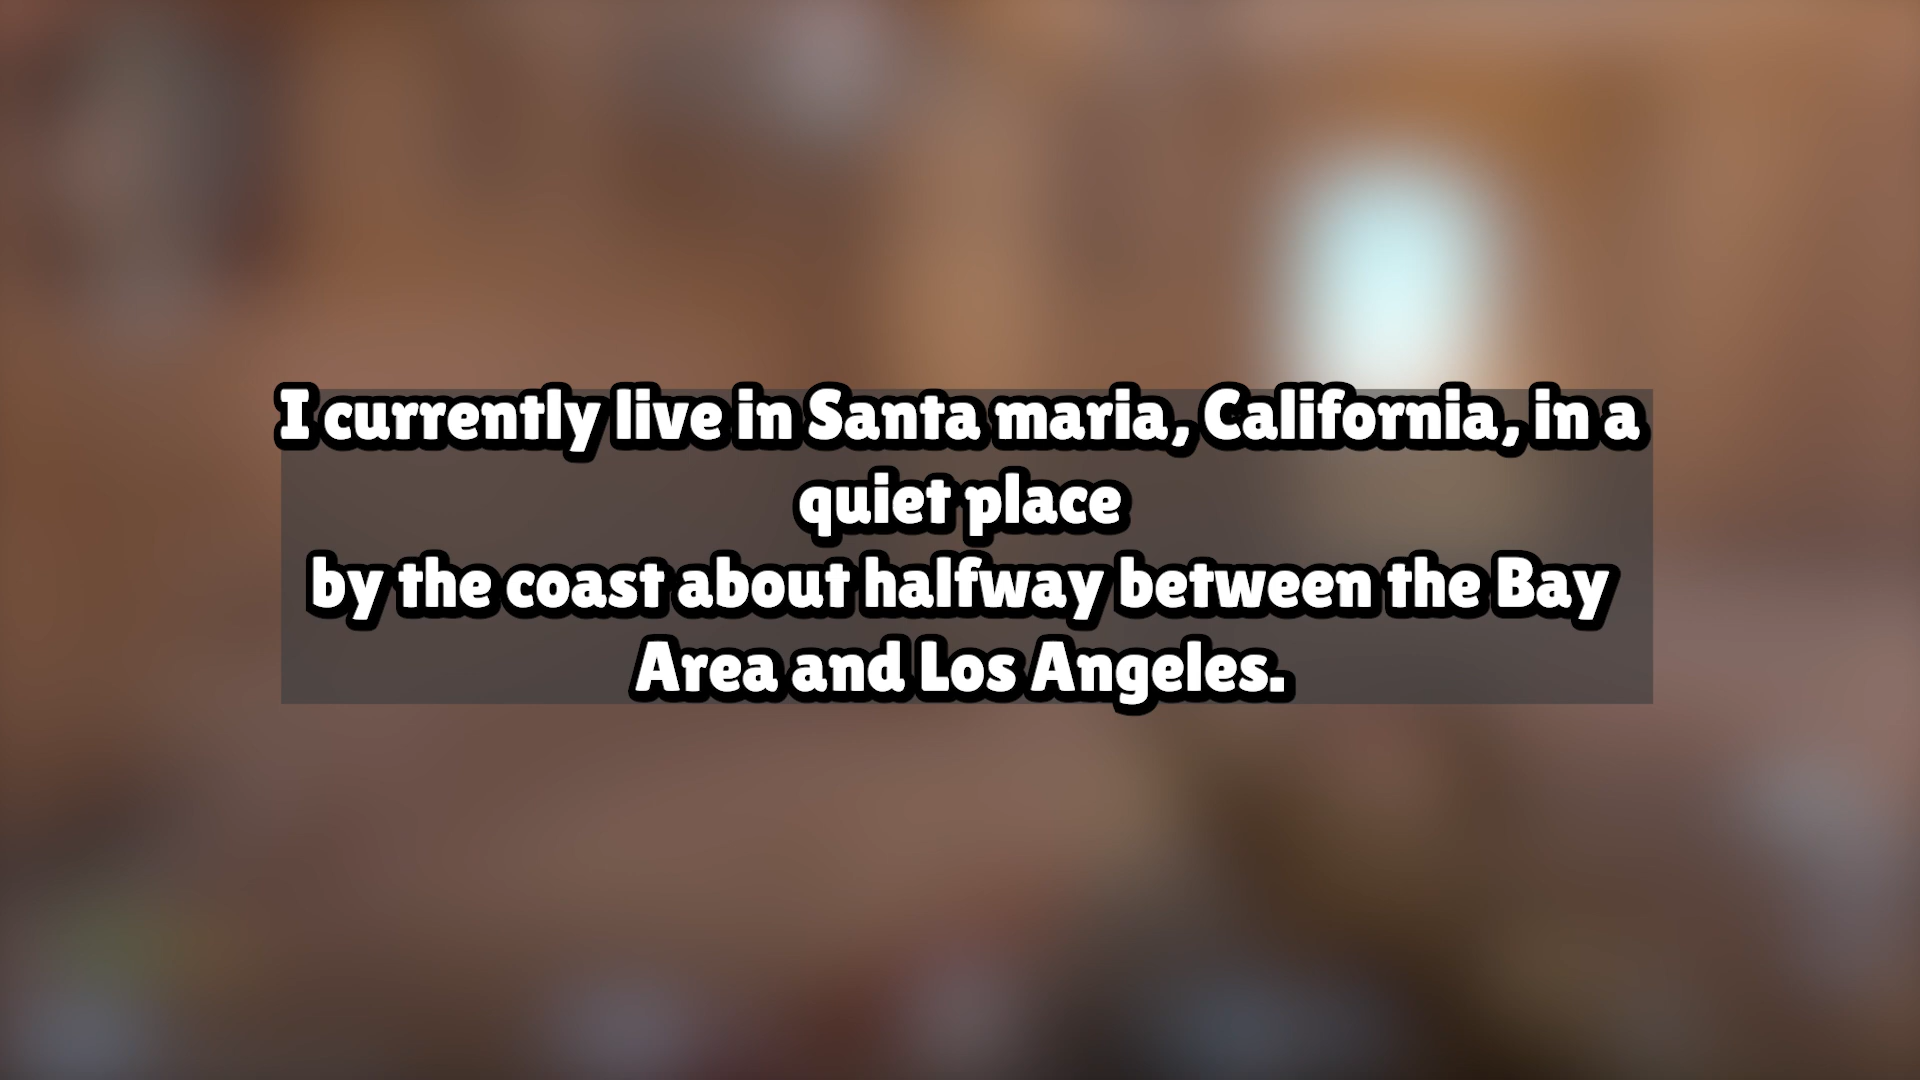 I currently live in Santa maria, California, in a
quiet place
by the coast about halfway between the Bay
Area and Los Angeles.